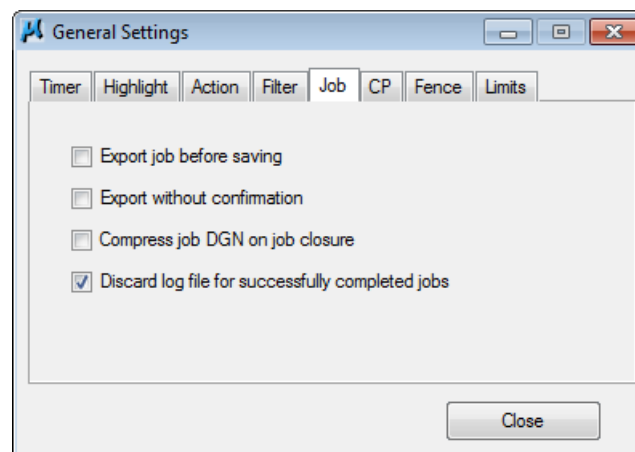 General Settings
Timer Highlight Action Filter Job CP Fence Limits
Export job before saving
Export without confirmation
Compress job DGN on job closure
Discard log file for successfully completed jobs
Close